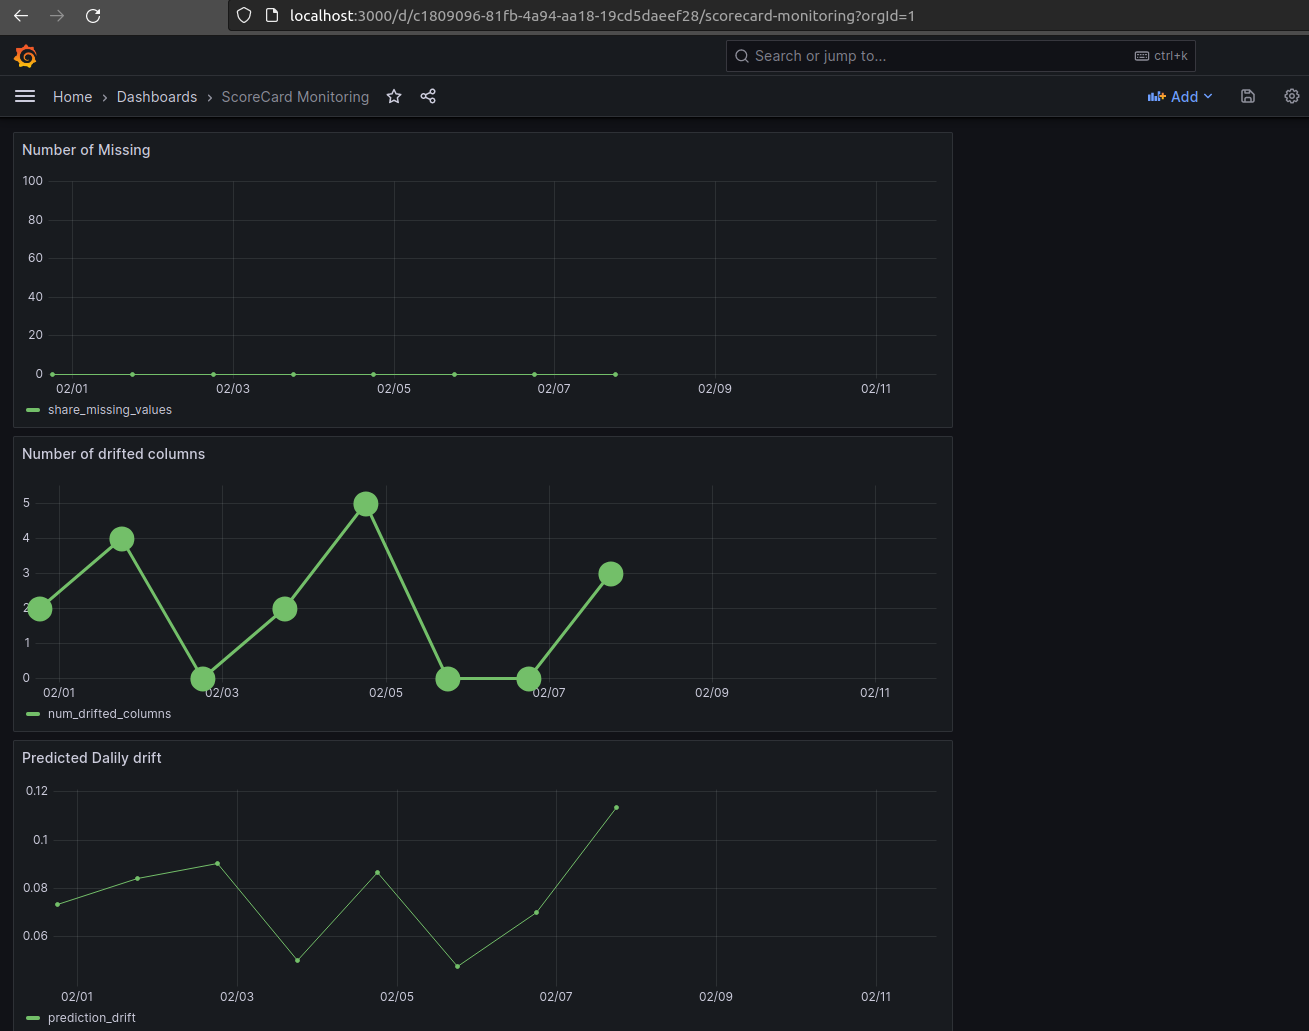 localhost:3000/d/c1809096-81fb-4a94-aa18-19cd5daeef28/scorecard-monitoring?orgId=1
Search or jump to... ctrl+k
Home › Dashboards › ScoreCard Monitoring Add
Number of Missing
100
80
60
40
20
0
02/01 02/03 02/05 02/07 02/09 02/11
share_missing_values
Number of drifted columns
5
4
3
2
1
0
02/01 02/03 02/05 02/07 02/09 02/11
num_drifted_columns
Predicted Dalily drift
0.12
0.1
0.08
0.06
02/01 02/03 02/05 02/07 02/09 02/11
prediction_drift